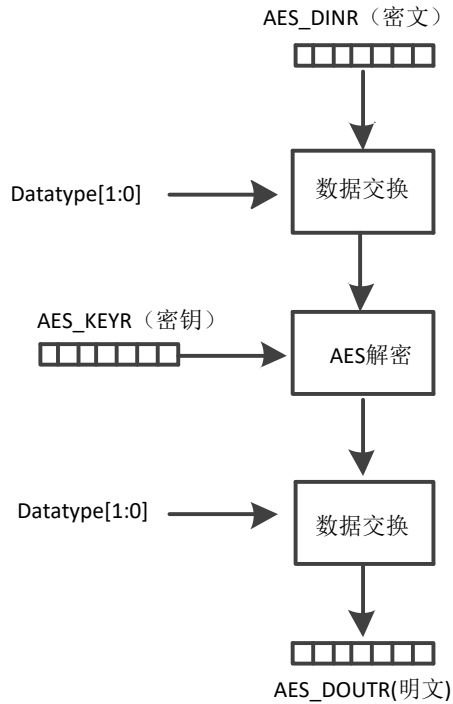 AES_DINR（密文）
Datatype[1:0]
数据交换
AES_KEYR（密钥）
AES解密
Datatype[1:0]
数据交换
AES_DOUTR(明文)